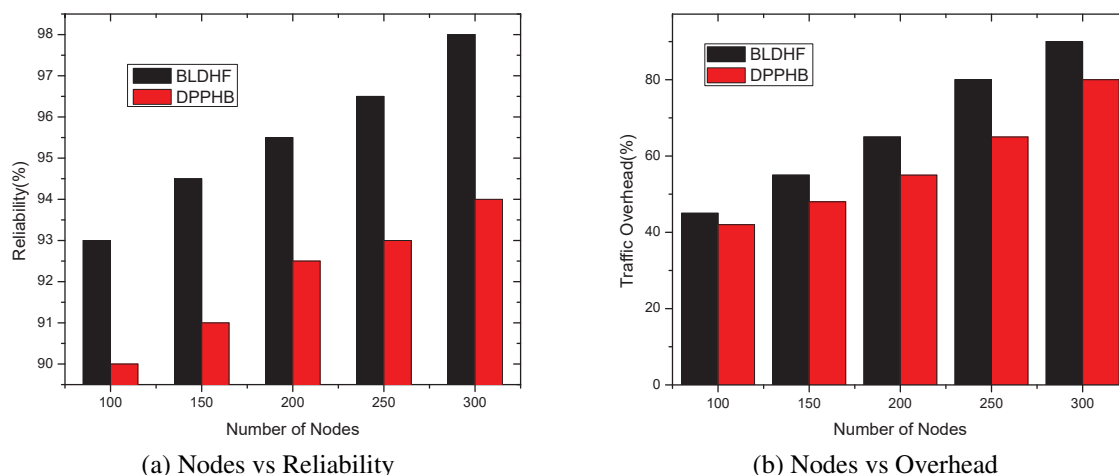 98
97
96
95
94
93
92
91
90
Reliability(%)
BLDHF
DPPHB
100 150 200 250 300
Number of Nodes
(a) Nodes vs Reliability
80
60
40
20
0
Traffic Overhead(%)
BLDHF
DPPHB
100 150 200 250 300
Number of Nodes
(b) Nodes vs Overhead